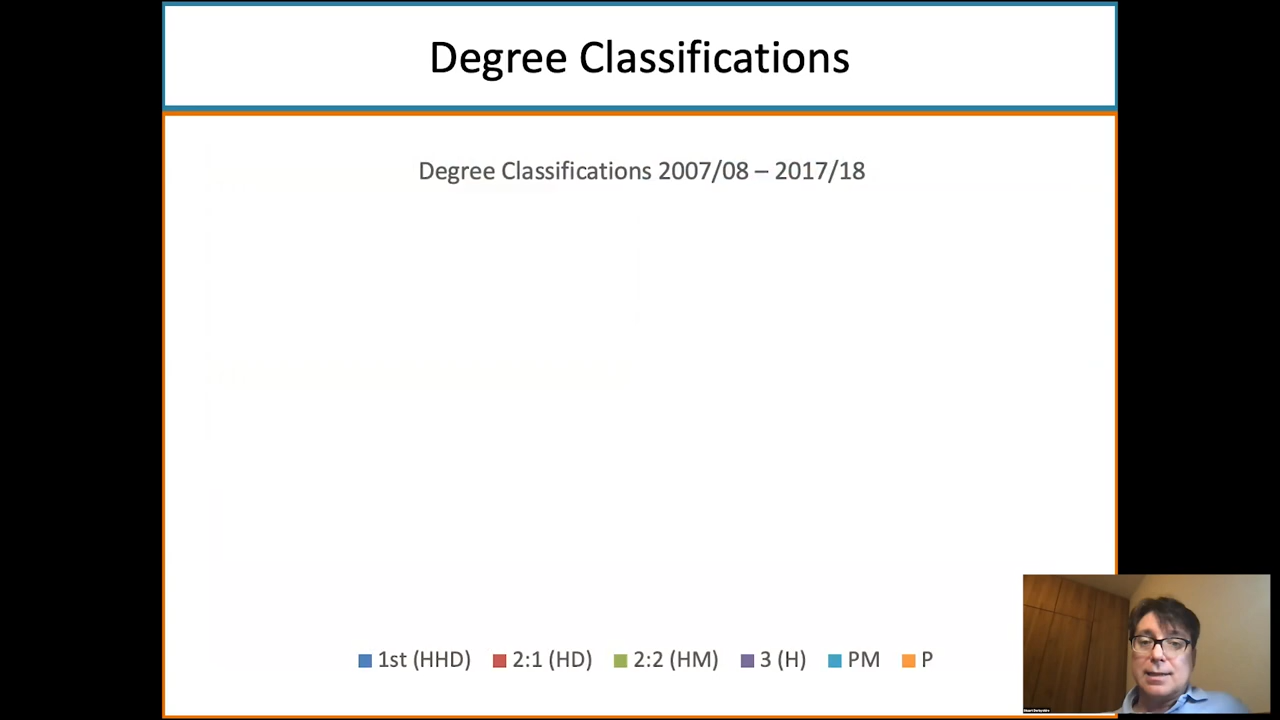 Degree Classifications
Degree Classifications 2007/08 – 2017/18
1st (HHD) 2:1 (HD) 2:2 (HM) 3 (H) PM P